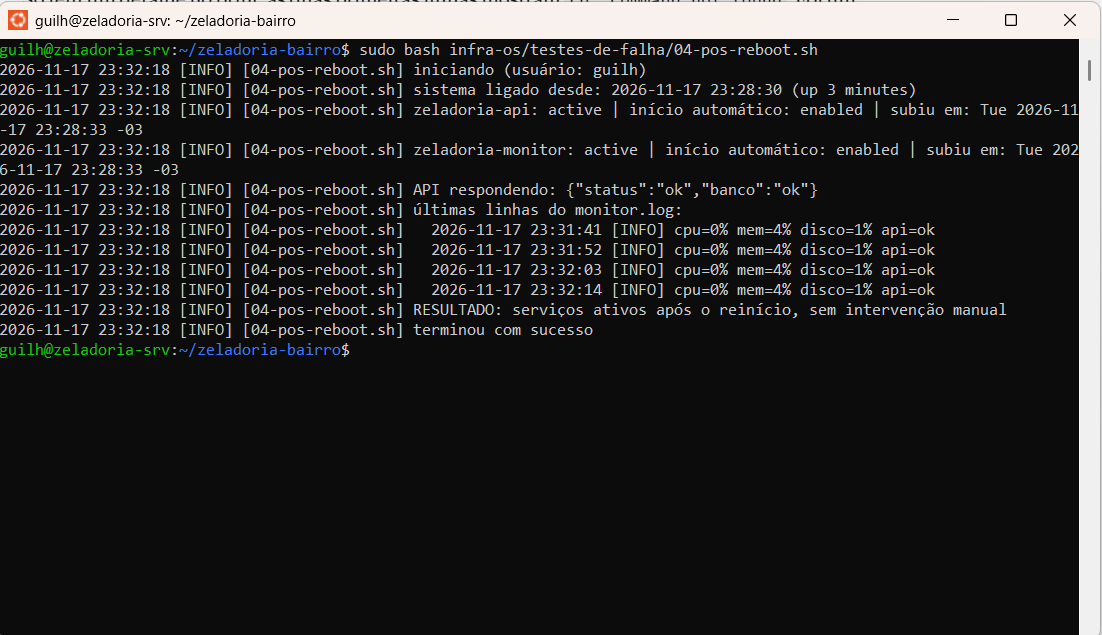 guilh@zeladoria-srv: ~/zeladoria-bairro
guilh@zeladoria-srv:~/zeladoria-bairro$ sudo bash infra-os/testes-de-falha/04-pos-reboot.sh
2026-11-17 23:32:18 [INFO] [04-pos-reboot.sh] iniciando (usuário: guilh)
2026-11-17 23:32:18 [INFO] [04-pos-reboot.sh] sistema ligado desde: 2026-11-17 23:28:30 (up 3 minutes)
2026-11-17 23:32:18 [INFO] [04-pos-reboot.sh] zeladoria-api: active | início automático: enabled | subiu em: Tue 2026-11
-17 23:28:33 -03
2026-11-17 23:32:18 [INFO] [04-pos-reboot.sh] zeladoria-monitor: active | início automático: enabled | subiu em: Tue 202
6-11-17 23:28:33 -03
2026-11-17 23:32:18 [INFO] [04-pos-reboot.sh] API respondendo: {"status":"ok","banco":"ok"}
2026-11-17 23:32:18 [INFO] [04-pos-reboot.sh] últimas linhas do monitor.log:
2026-11-17 23:32:18 [INFO] [04-pos-reboot.sh]   2026-11-17 23:31:41 [INFO] cpu=0% mem=4% disco=1% api=ok
2026-11-17 23:32:18 [INFO] [04-pos-reboot.sh]   2026-11-17 23:31:52 [INFO] cpu=0% mem=4% disco=1% api=ok
2026-11-17 23:32:18 [INFO] [04-pos-reboot.sh]   2026-11-17 23:32:03 [INFO] cpu=0% mem=4% disco=1% api=ok
2026-11-17 23:32:18 [INFO] [04-pos-reboot.sh]   2026-11-17 23:32:14 [INFO] cpu=0% mem=4% disco=1% api=ok
2026-11-17 23:32:18 [INFO] [04-pos-reboot.sh] RESULTADO: serviços ativos após o reinício, sem intervenção manual
2026-11-17 23:32:18 [INFO] [04-pos-reboot.sh] terminou com sucesso
guilh@zeladoria-srv:~/zeladoria-bairro$